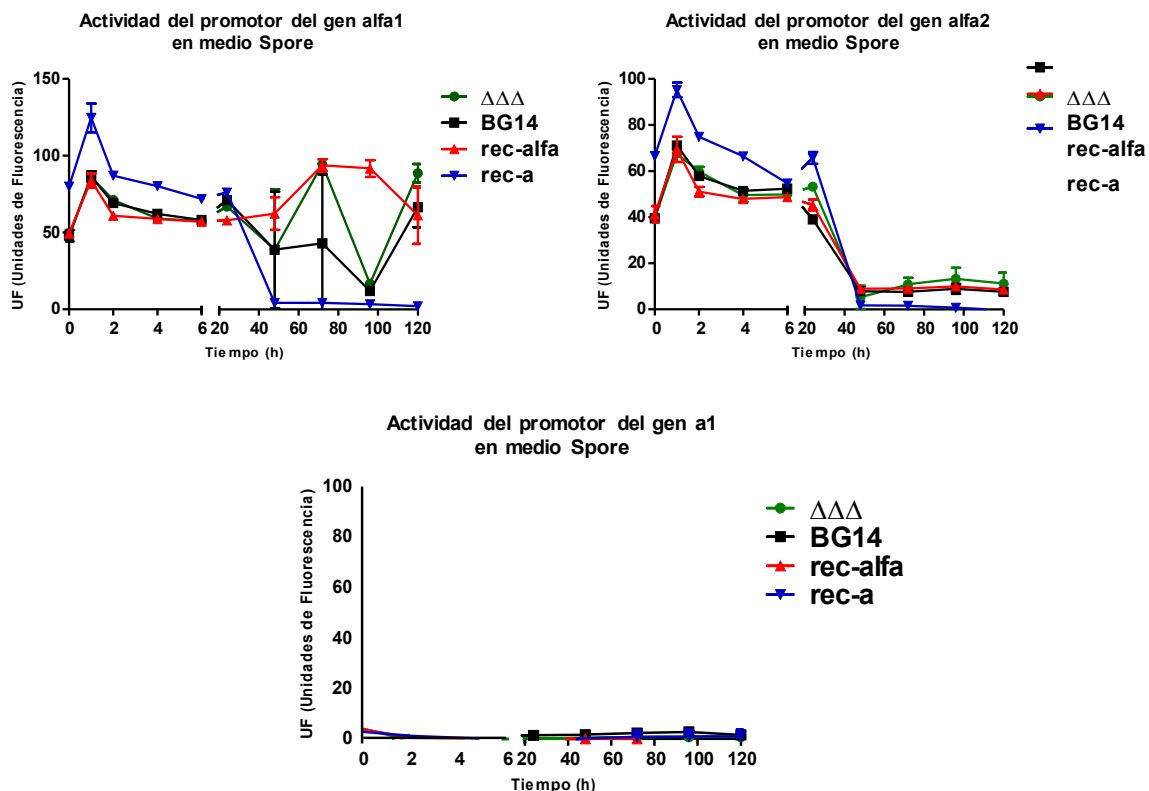 Actividad del promotor del gen alfa1
en medio Spore
UF (Unidades de Fluorescencia)
150
100
50
0
0
2
4
6
20
40
60
80
100
120
Tiempo (h)
ΔΔΔ
BG14
rec-alfa
rec-a
Actividad del promotor del gen alfa2
en medio Spore
UF (Unidades de Fluorescencia)
100
80
60
40
20
0
0
2
4
6
20
40
60
80
100
120
Tiempo (h)
ΔΔΔ
BG14
rec-alfa
rec-a
Actividad del promotor del gen a1
en medio Spore
UF (Unidades de Fluorescencia)
100
80
60
40
20
0
0
2
4
6
20
40
60
80
100
120
Tiempo (h)
ΔΔΔ
BG14
rec-alfa
rec-a